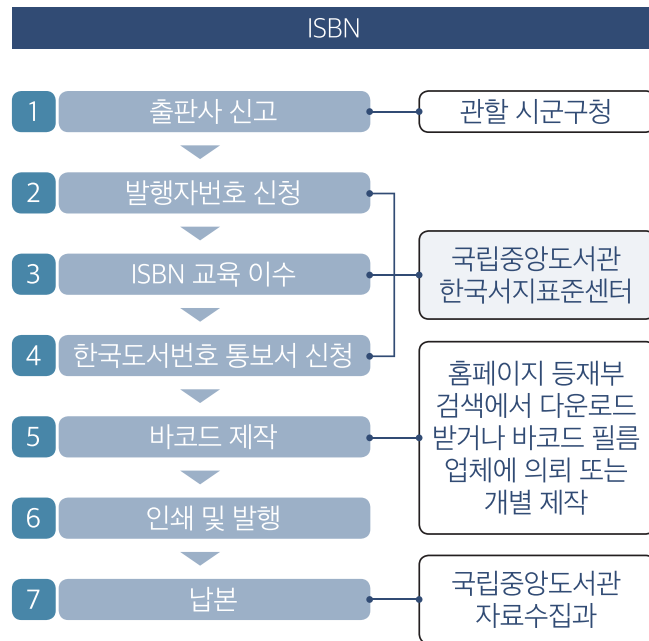 ISBN
1 출판사 신고
관할 시군구청
2 발행자번호 신청
3 ISBN 교육 이수
국립중앙도서관
한국서지표준센터
4 한국도서번호 통보서 신청
5 바코드 제작
홈페이지 등재부
검색에서 다운로드
받거나 바코드 필름
업체에 의뢰 또는
개별 제작
6 인쇄 및 발행
7 납본
국립중앙도서관
자료수집과